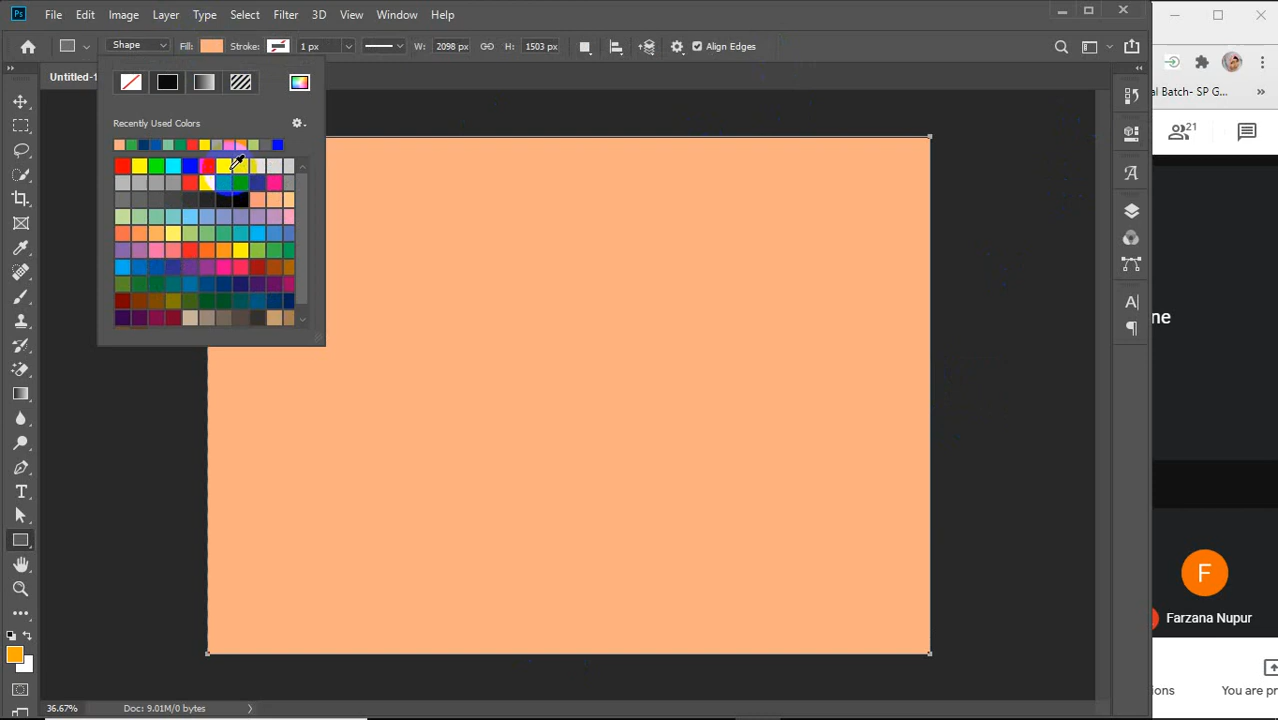 Ps File Edit Image Layer Type Select Filter 3D View Window Help
Shape Fill: Stroke: 1 px W: 2098 px H: 1503 px Align Edges
Untitled-1
Recently Used Colors
al Batch- SP G...
21
ne
F
Farzana Nupur
ions You are pr
36.67% Doc: 9.01M/0 bytes